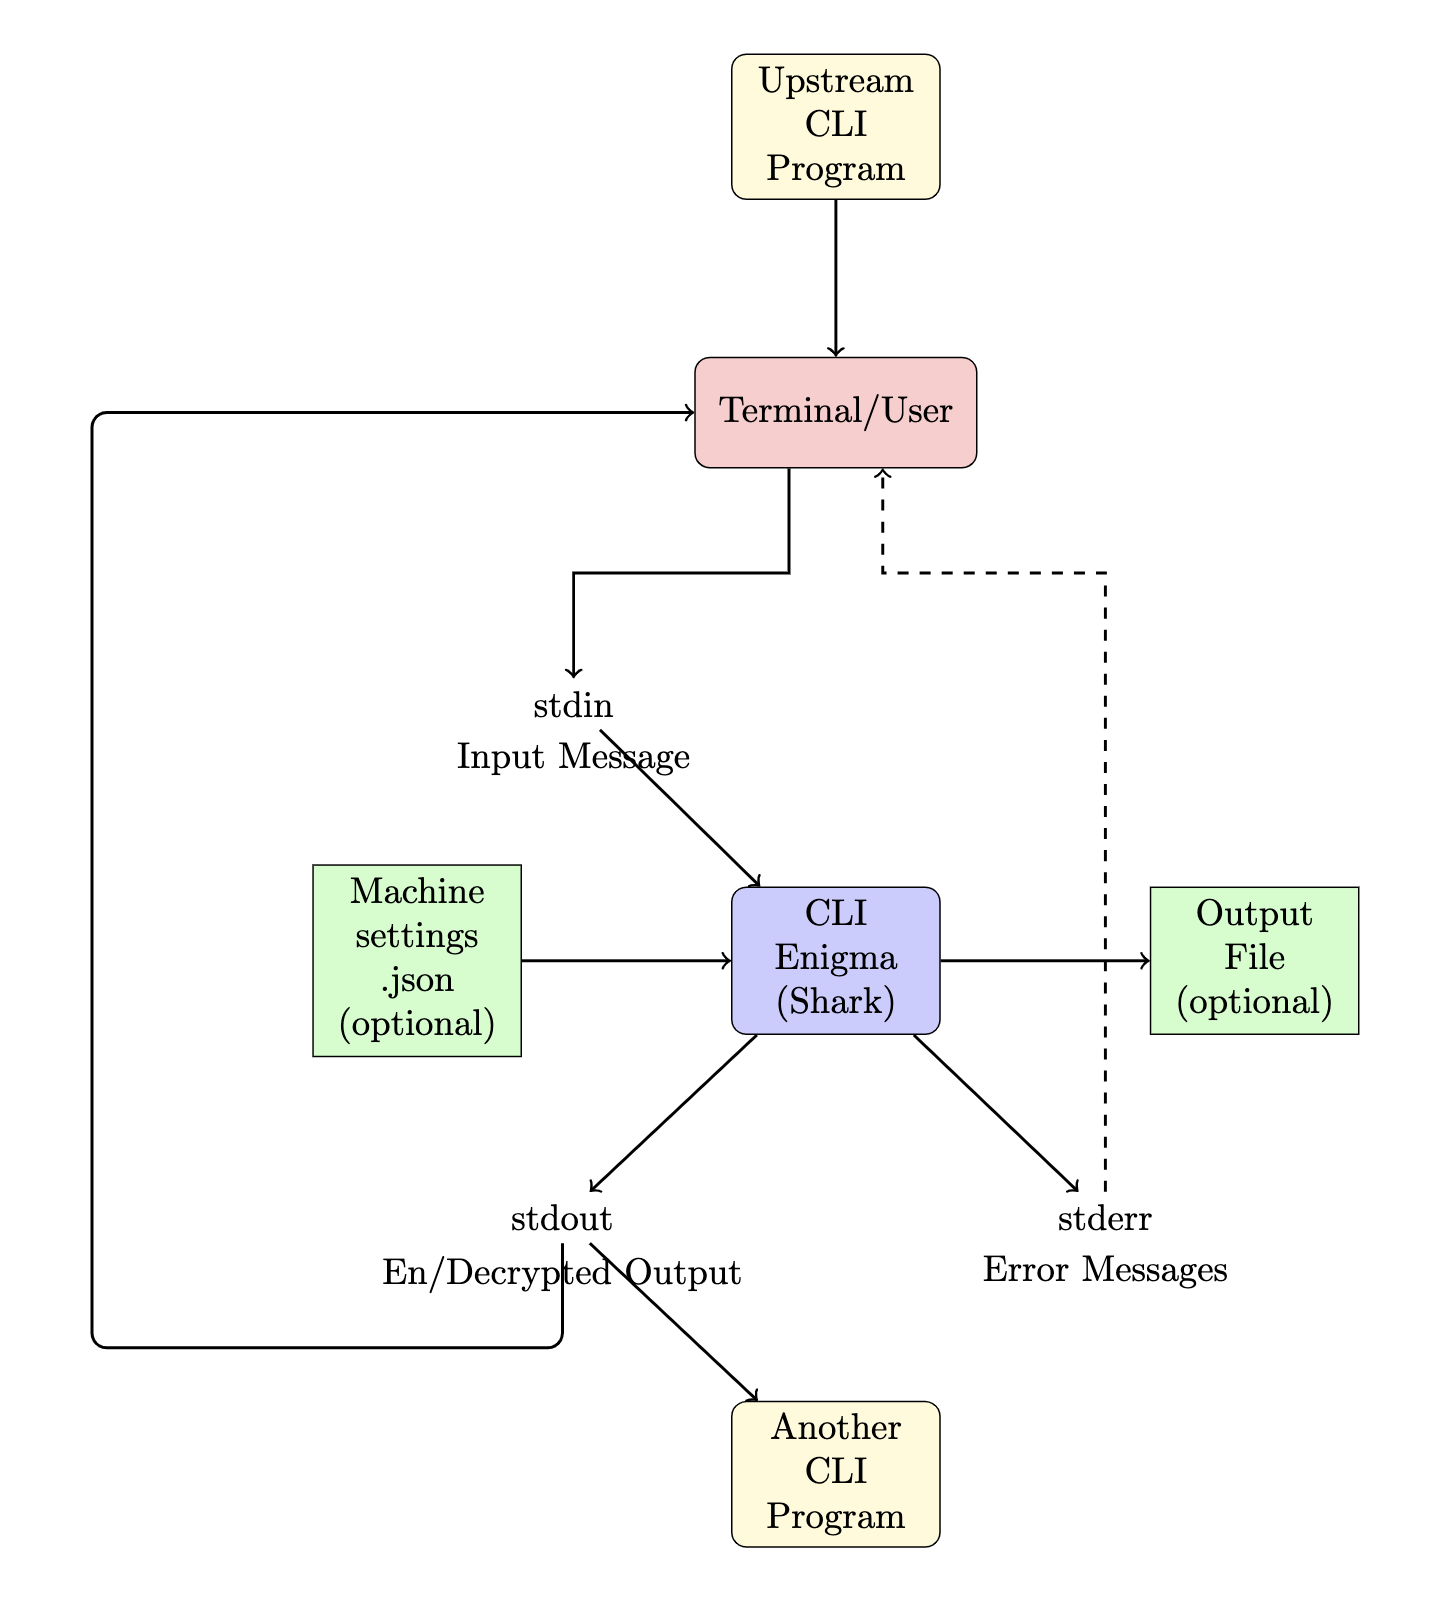 Upstream
CLI
Program
Terminal/User
stdin
Input Message
Machine
settings
.json
(optional)
CLI
Enigma
(Shark)
Output
File
(optional)
stdout
En/Decrypted Output
stderr
Error Messages
Another
CLI
Program